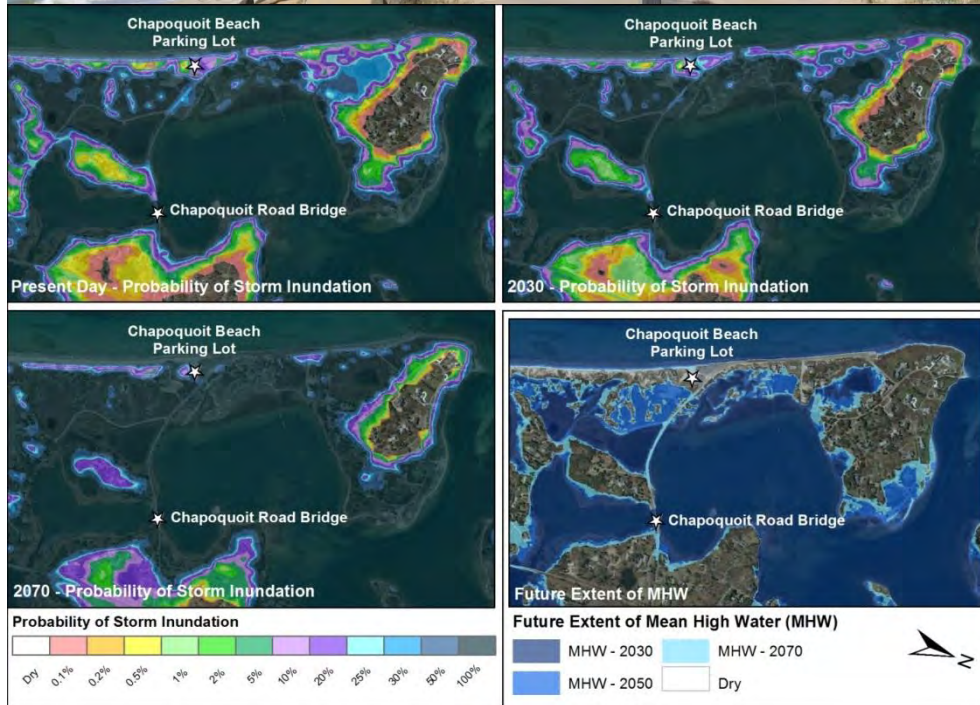 Chapoquoit Beach
Parking Lot
Chapoquoit Road Bridge
Present Day - Probability of Storm Inundation
Chapoquoit Beach
Parking Lot
Chapoquoit Road Bridge
2030 - Probability of Storm Inundation
Chapoquoit Beach
Parking Lot
Chapoquoit Road Bridge
2070 - Probability of Storm Inundation
Chapoquoit Beach
Parking Lot
Chapoquoit Road Bridge
Future Extent of MHW
Probability of Storm Inundation
Dry 0.1% 0.2% 0.5% 1% 2% 5% 10% 20% 25% 30% 50% 100%
Future Extent of Mean High Water (MHW)
MHW - 2030 MHW - 2070
MHW - 2050 Dry
N